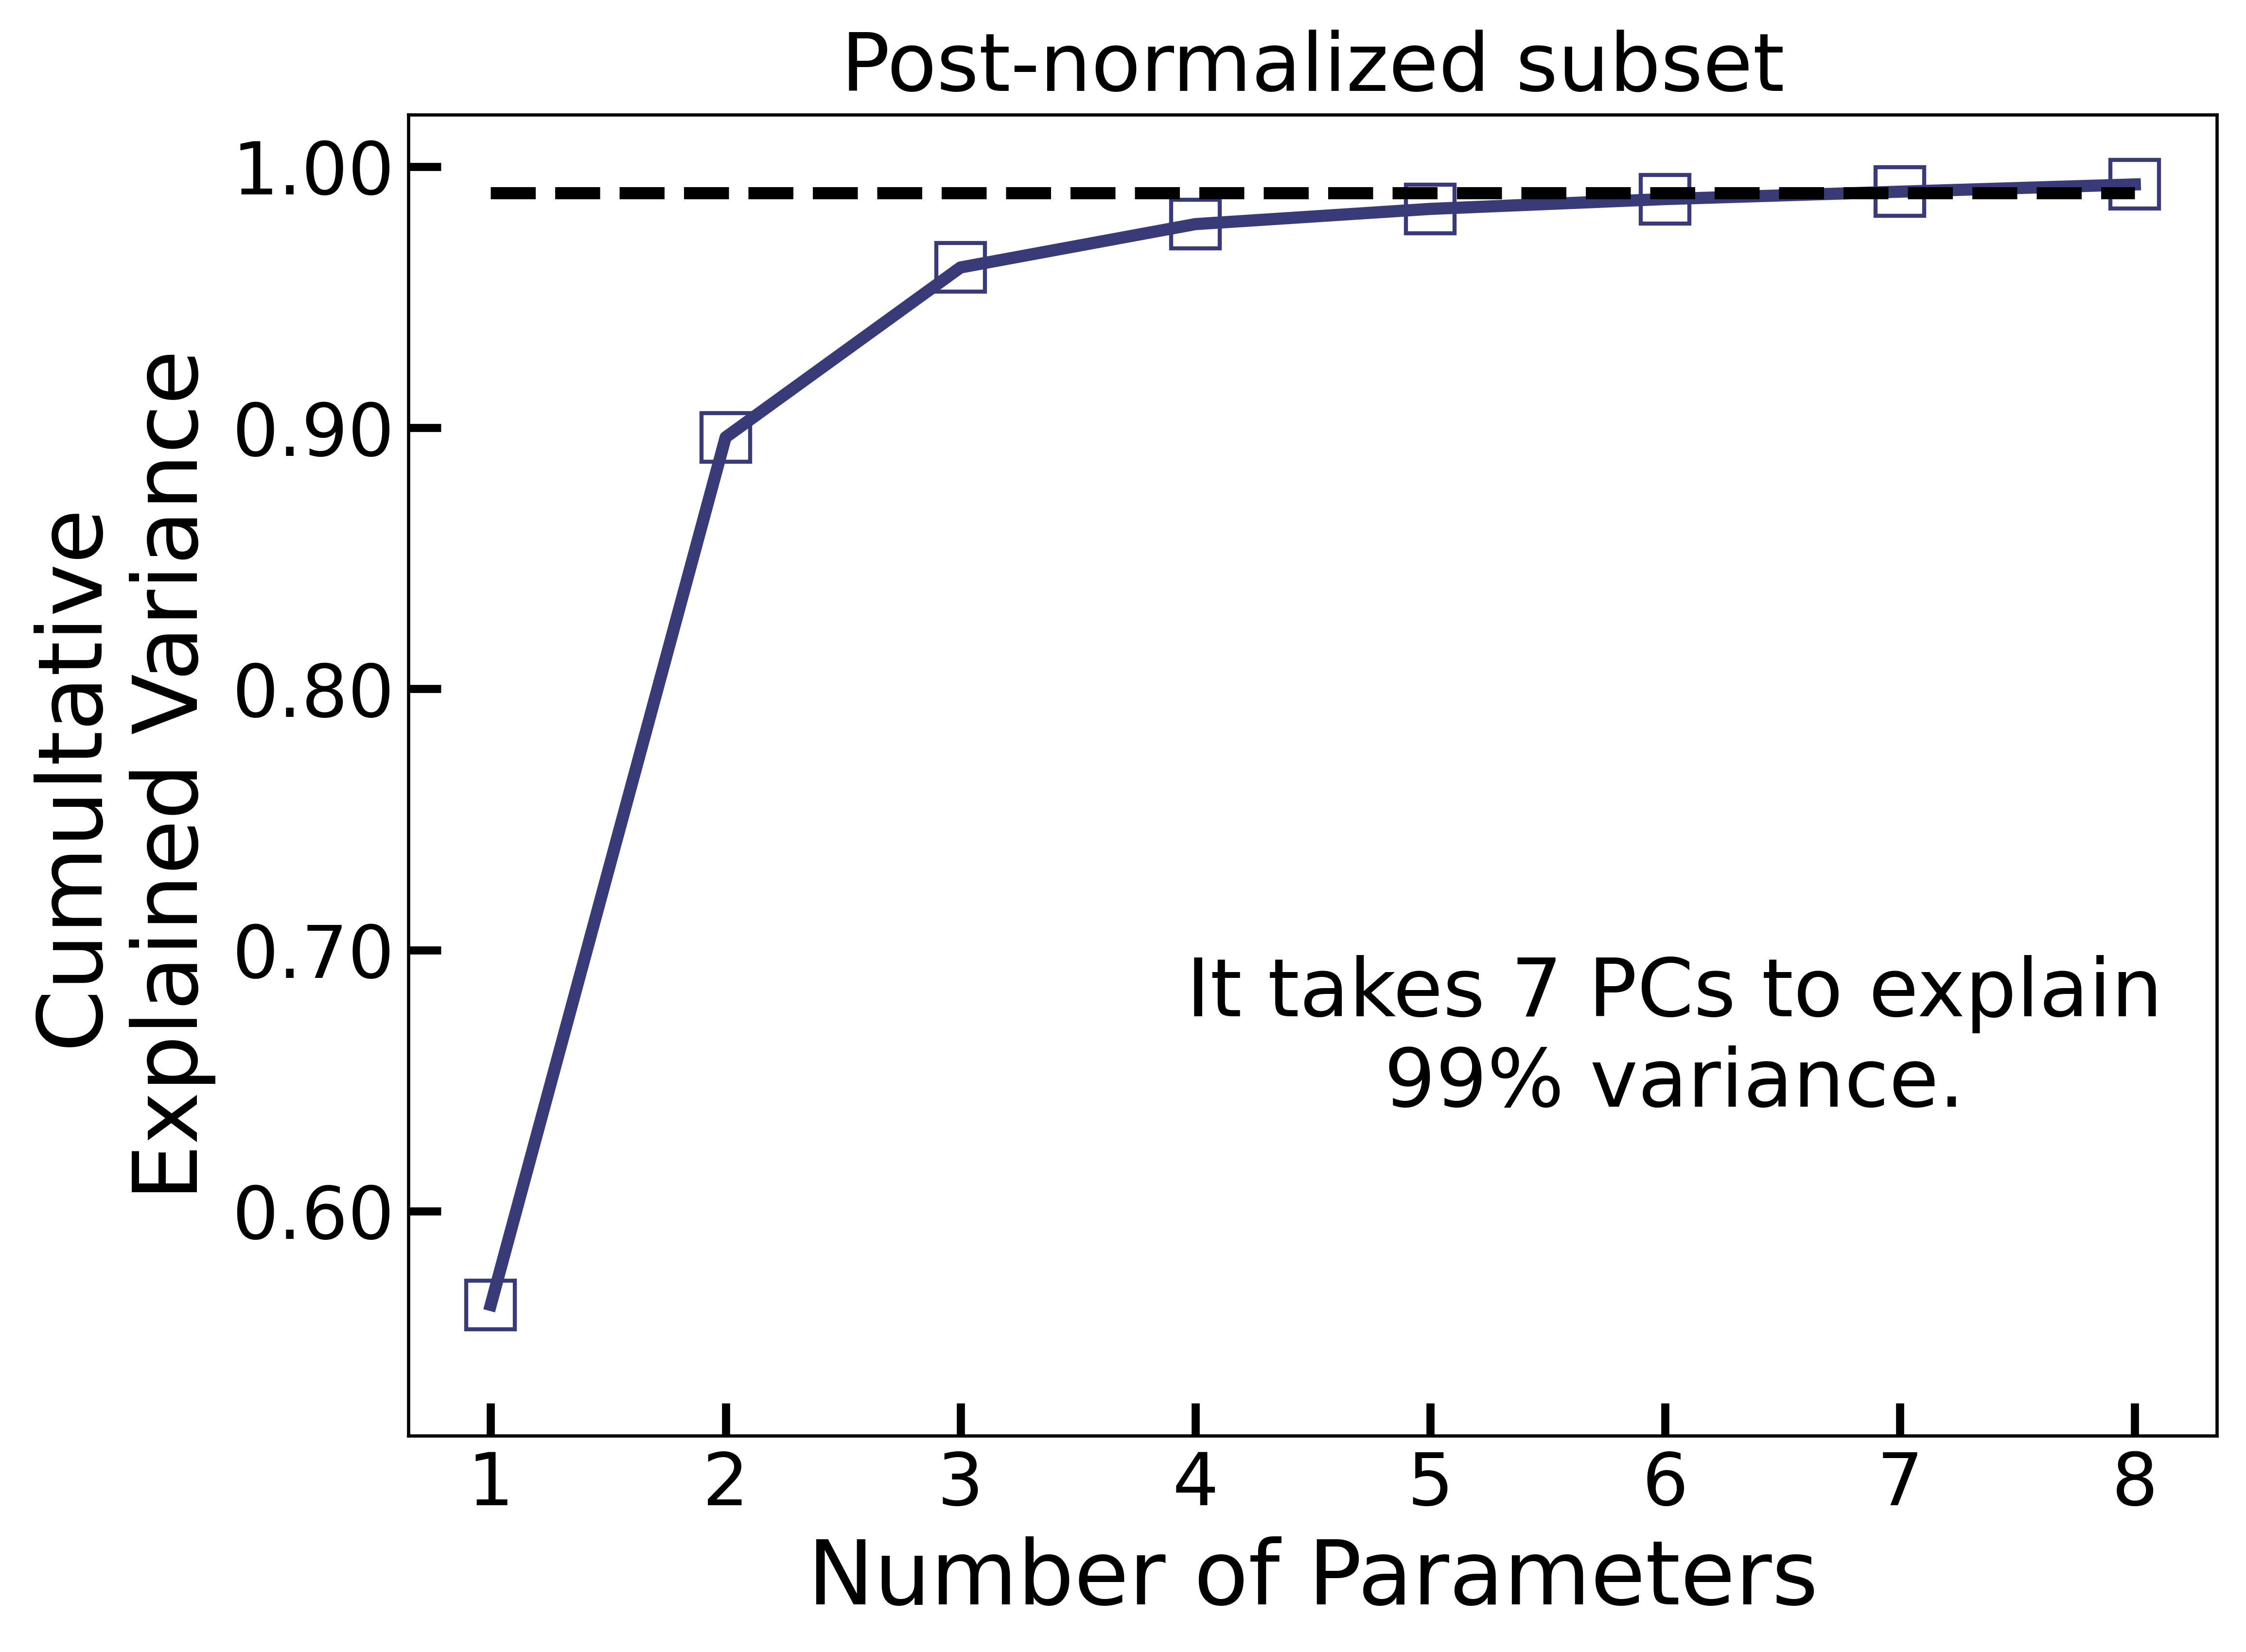 Post-normalized subset
Cumultative
Explained Variance
1.00
0.90
0.80
0.70
0.60
It takes 7 PCs to explain
99% variance.
1 2 3 4 5 6 7 8
Number of Parameters